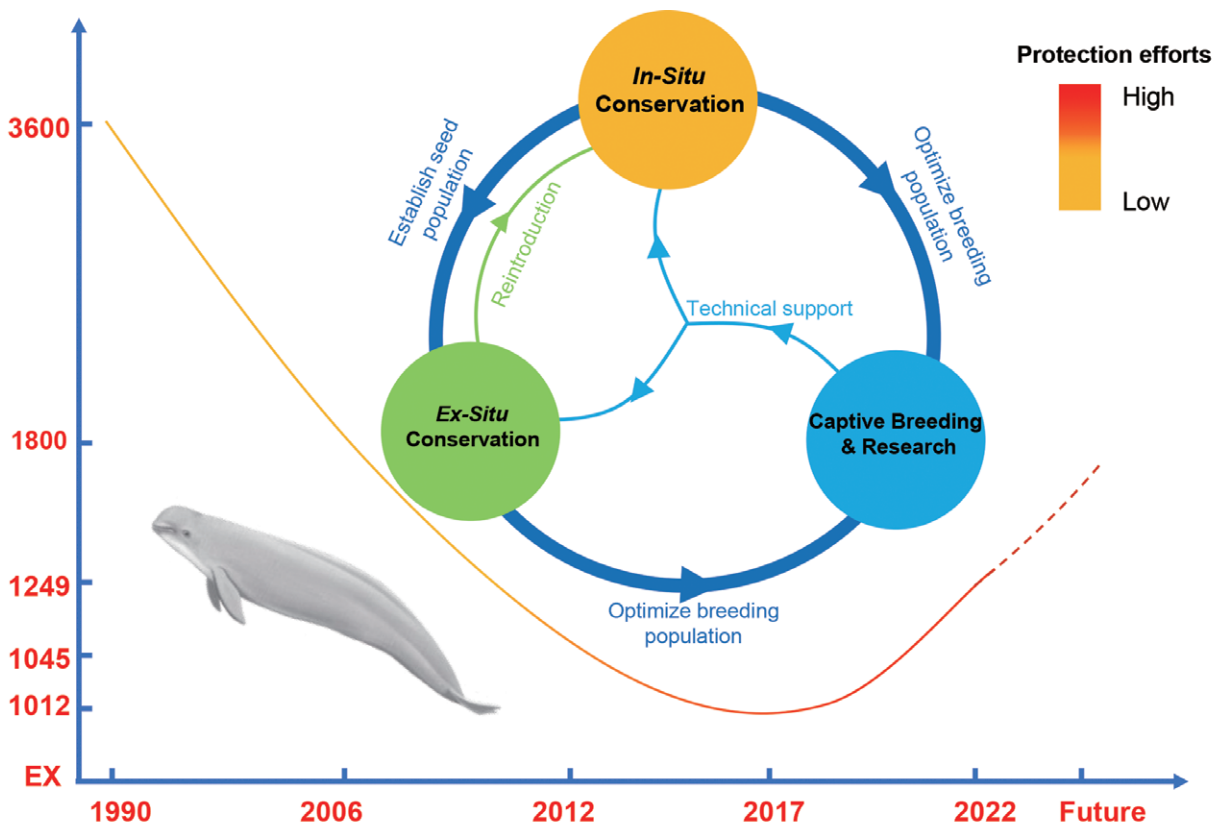 3600
1800
1249
1045
1012
EX
1990
2006
2012
2017
2022
Future
In-Situ
Conservation
Establish seed
population
Reintroduction
Optimize breeding
population
Technical support
Ex-Situ
Conservation
Captive Breeding
& Research
Optimize breeding
population
Protection efforts
High
Low